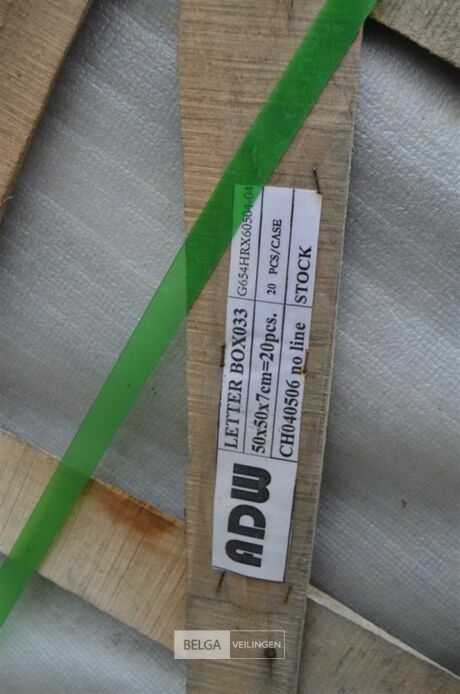 ADW
LETTER BOX033 G654HRX60504-04
50x50x7cm=20pcs. 20 PCS/CASE
CH040506 no line STOCK
BELGA VEILINGEN